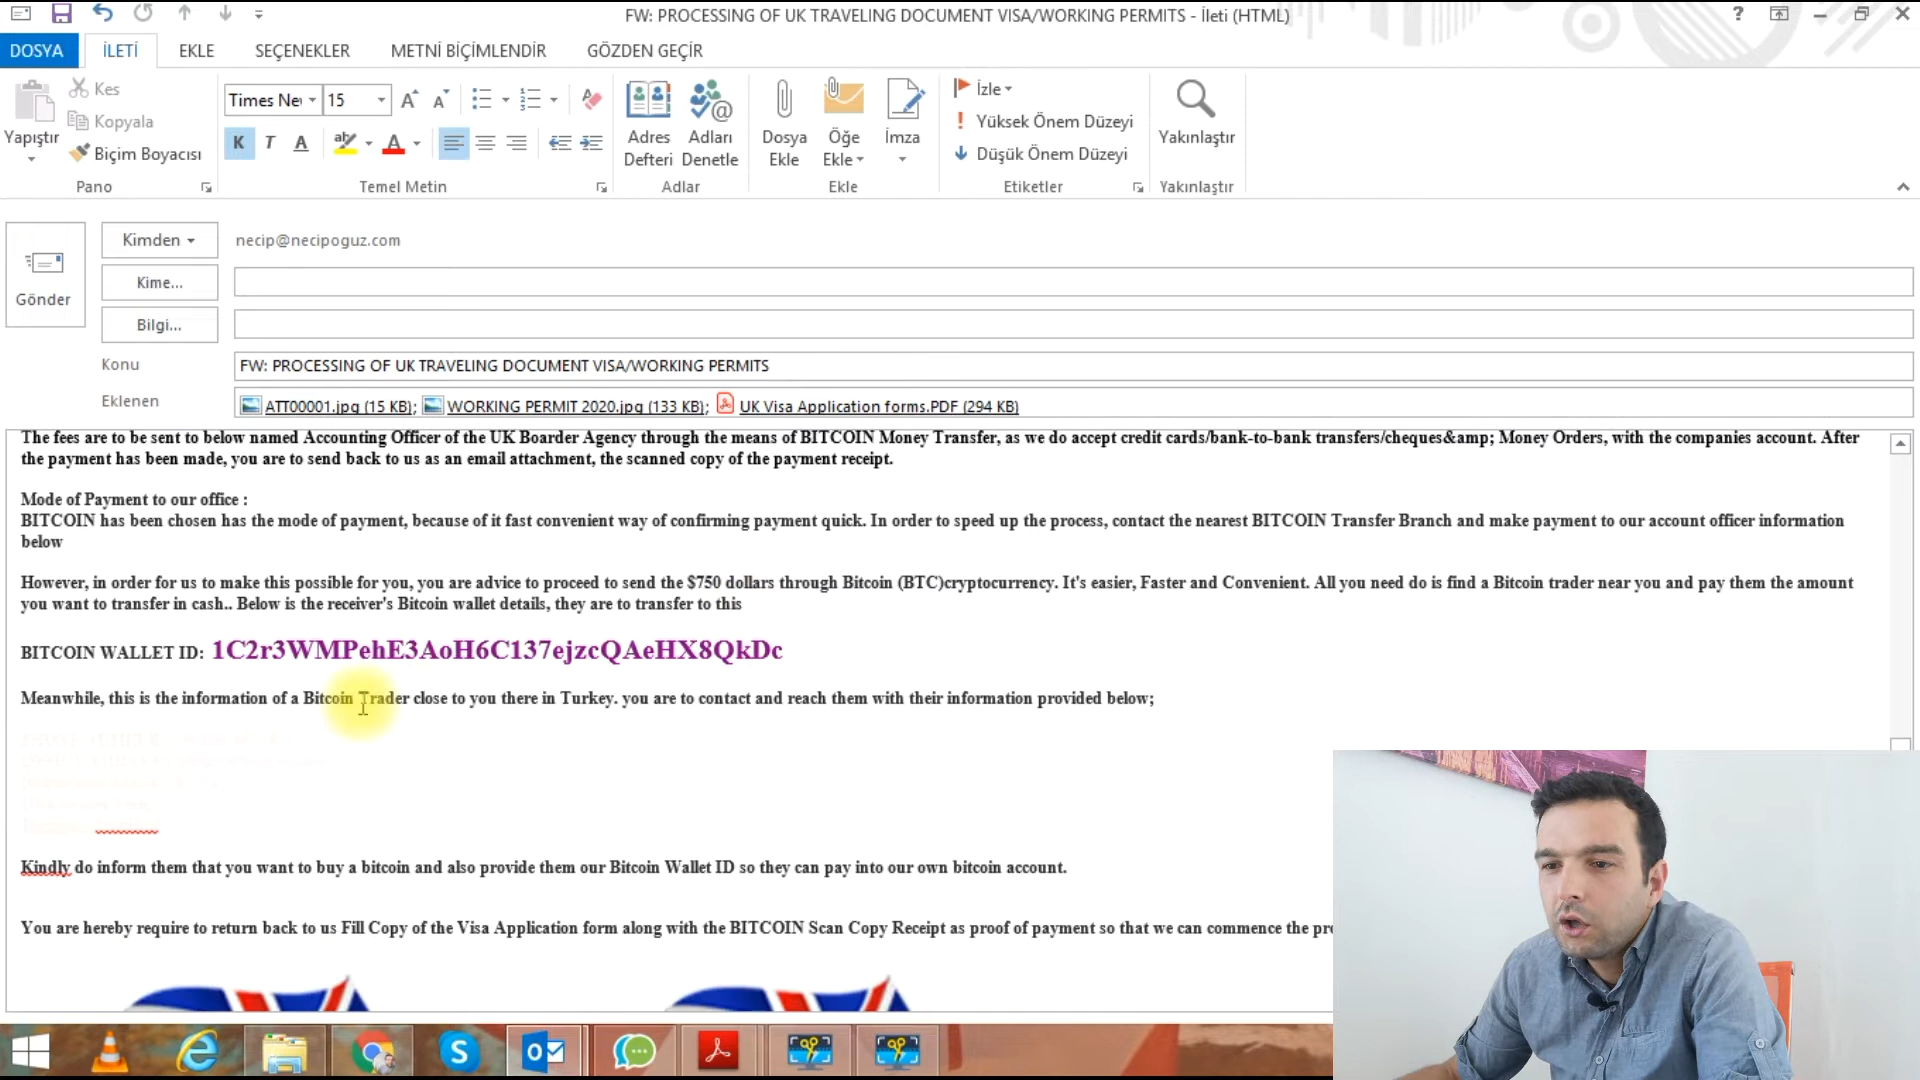 FW: PROCESSING OF UK TRAVELING DOCUMENT VISA/WORKING PERMITS - İleti (HTML)
?
DOSYA İLETİ EKLE SEÇENEKLER METNİ BİÇİMLENDİR GÖZDEN GEÇİR
Yapıştır
Kes
Kopyala
Biçim Boyacısı
Pano
Times Ne 15
K T A
Temel Metin
Adres Defteri
Adları Denetle
Adlar
Dosya Ekle
Öğe Ekle
İmza
Ekle
İzle
Yüksek Önem Düzeyi
Düşük Önem Düzeyi
Etiketler
Yakınlaştır
Yakınlaştır
Gönder
Kimden necip@necipoguz.com
Kime...
Bilgi...
Konu FW: PROCESSING OF UK TRAVELING DOCUMENT VISA/WORKING PERMITS
Eklenen ATT00001.jpg (15 KB); WORKING PERMIT 2020.jpg (133 KB); UK Visa Application forms.PDF (294 KB)
The fees are to be sent to below named Accounting Officer of the UK Boarder Agency through the means of BITCOIN Money Transfer, as we do accept credit cards/bank-to-bank transfers/cheques&amp; Money Orders, with the companies account. After
the payment has been made, you are to send back to us as an email attachment, the scanned copy of the payment receipt.
Mode of Payment to our office :
BITCOIN has been chosen has the mode of payment, because of it fast convenient way of confirming payment quick. In order to speed up the process, contact the nearest BITCOIN Transfer Branch and make payment to our account officer information
below
However, in order for us to make this possible for you, you are advice to proceed to send the $750 dollars through Bitcoin (BTC)cryptocurrency. It's easier, Faster and Convenient. All you need do is find a Bitcoin trader near you and pay them the amount
you want to transfer in cash.. Below is the receiver's Bitcoin wallet details, they are to transfer to this
BITCOIN WALLET ID: 1C2r3WMPehE3AoH6C137ejzcQAeHX8QkDc
Meanwhile, this is the information of a Bitcoin Trader close to you there in Turkey. you are to contact and reach them with their information provided below;
Kindly do inform them that you want to buy a bitcoin and also provide them our Bitcoin Wallet ID so they can pay into our own bitcoin account.
You are hereby require to return back to us Fill Copy of the Visa Application form along with the BITCOIN Scan Copy Receipt as proof of payment so that we can commence the pr